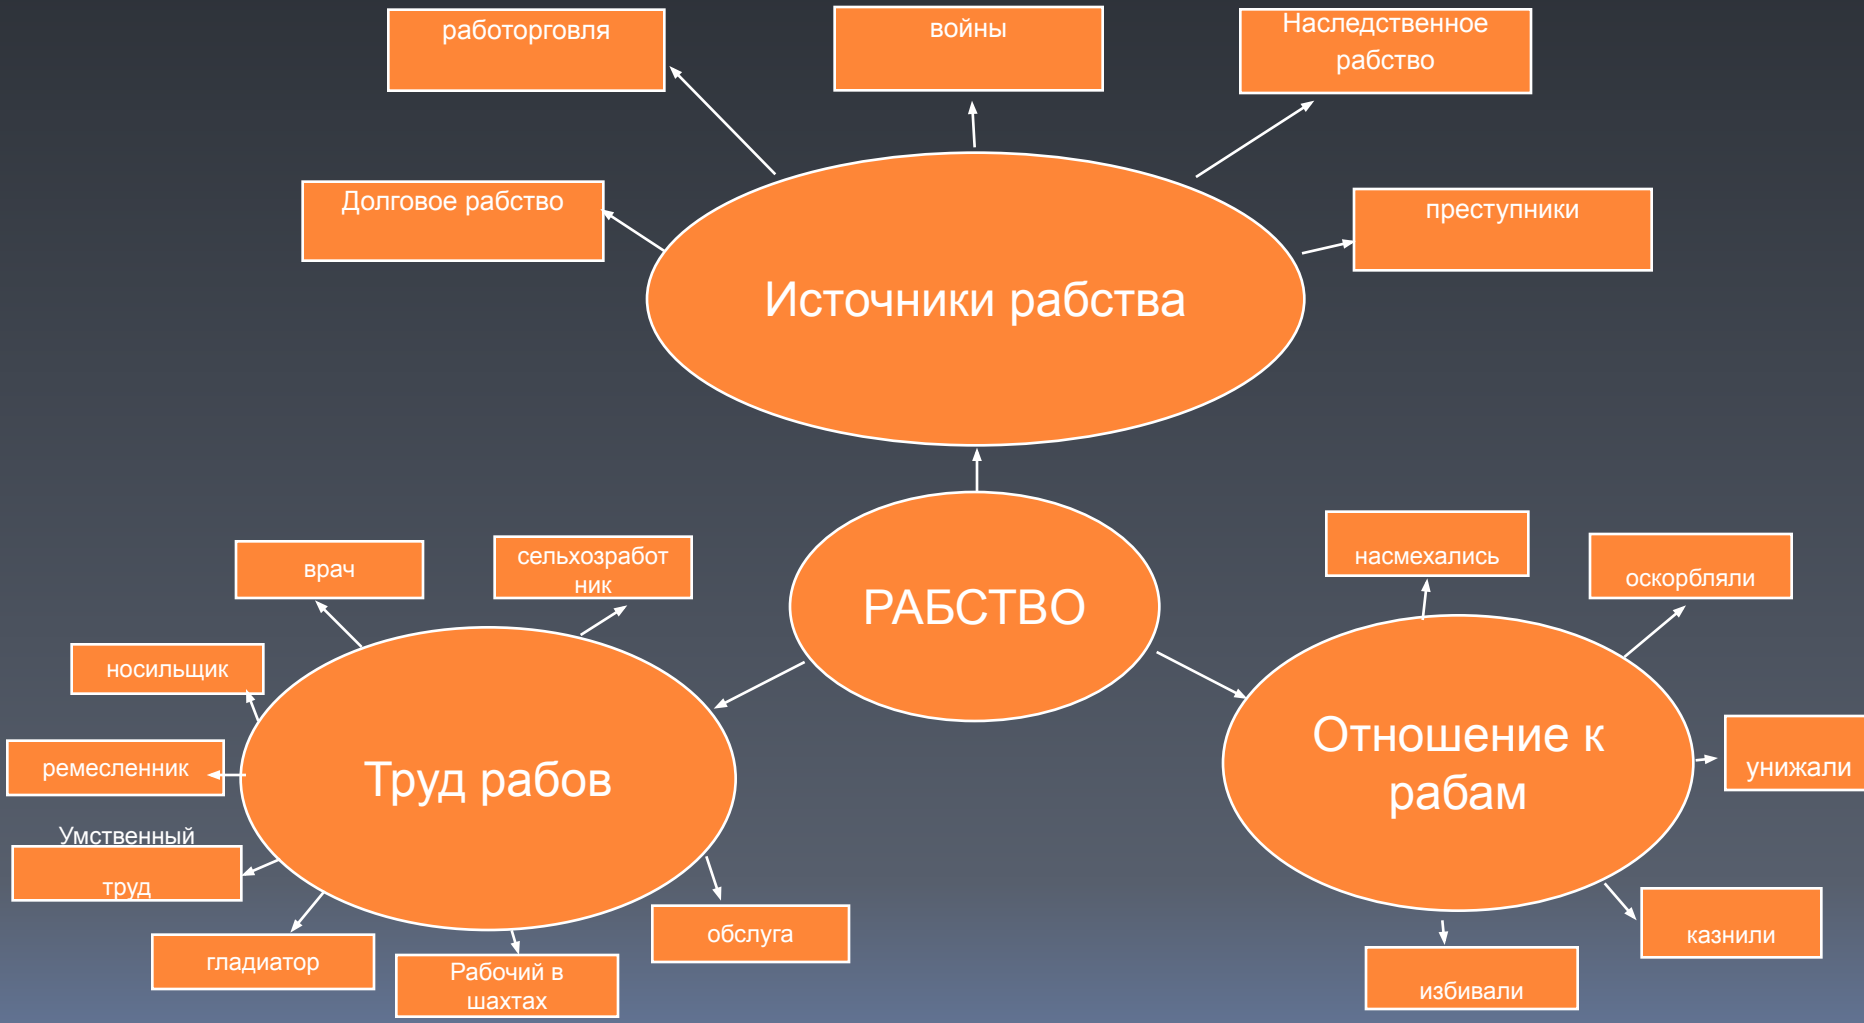 работорговля
войны
Наследственное
рабство
Долговое рабство
преступники
Источники рабства
РАБСТВО
врач
сельхозработ
ник
носильщик
ремесленник
Умственный
труд
гладиатор
Рабочий в
шахтах
обслуга
Труд рабов
насмехались
оскорбляли
Отношение к
рабам
унижали
казнили
избивали